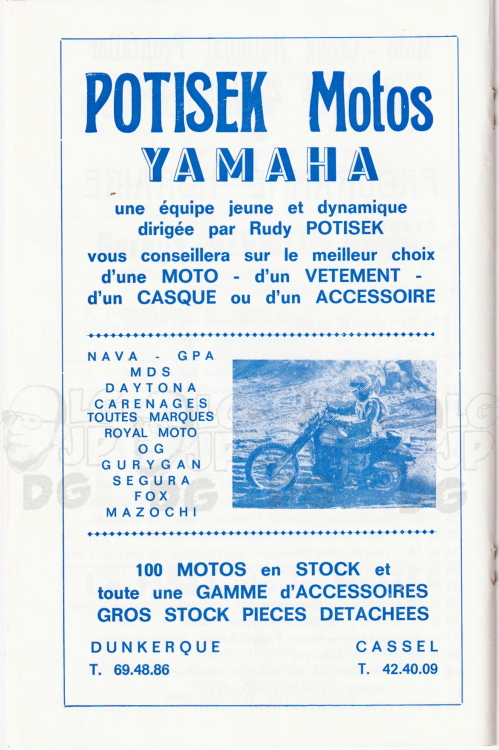 POTISEK Motos
YAMAHA
une équipe jeune et dynamique
dirigée par Rudy POTISEK
vous conseillera sur le meilleur choix
d'une MOTO - d'un VETEMENT -
d'un CASQUE ou d'un ACCESSOIRE
NAVA - GPA
MDS
DAYTONA
CARENAGES
TOUTES MARQUES
ROYAL MOTO
OG
GURYGAN
SEGURA
FOX
MAZOCHI
100 MOTOS en STOCK et
toute une GAMME d'ACCESSOIRES
GROS STOCK PIECES DETACHEES
DUNKERQUE CASSEL
T. 69.48.86 T. 42.40.09
DG
DG
DG